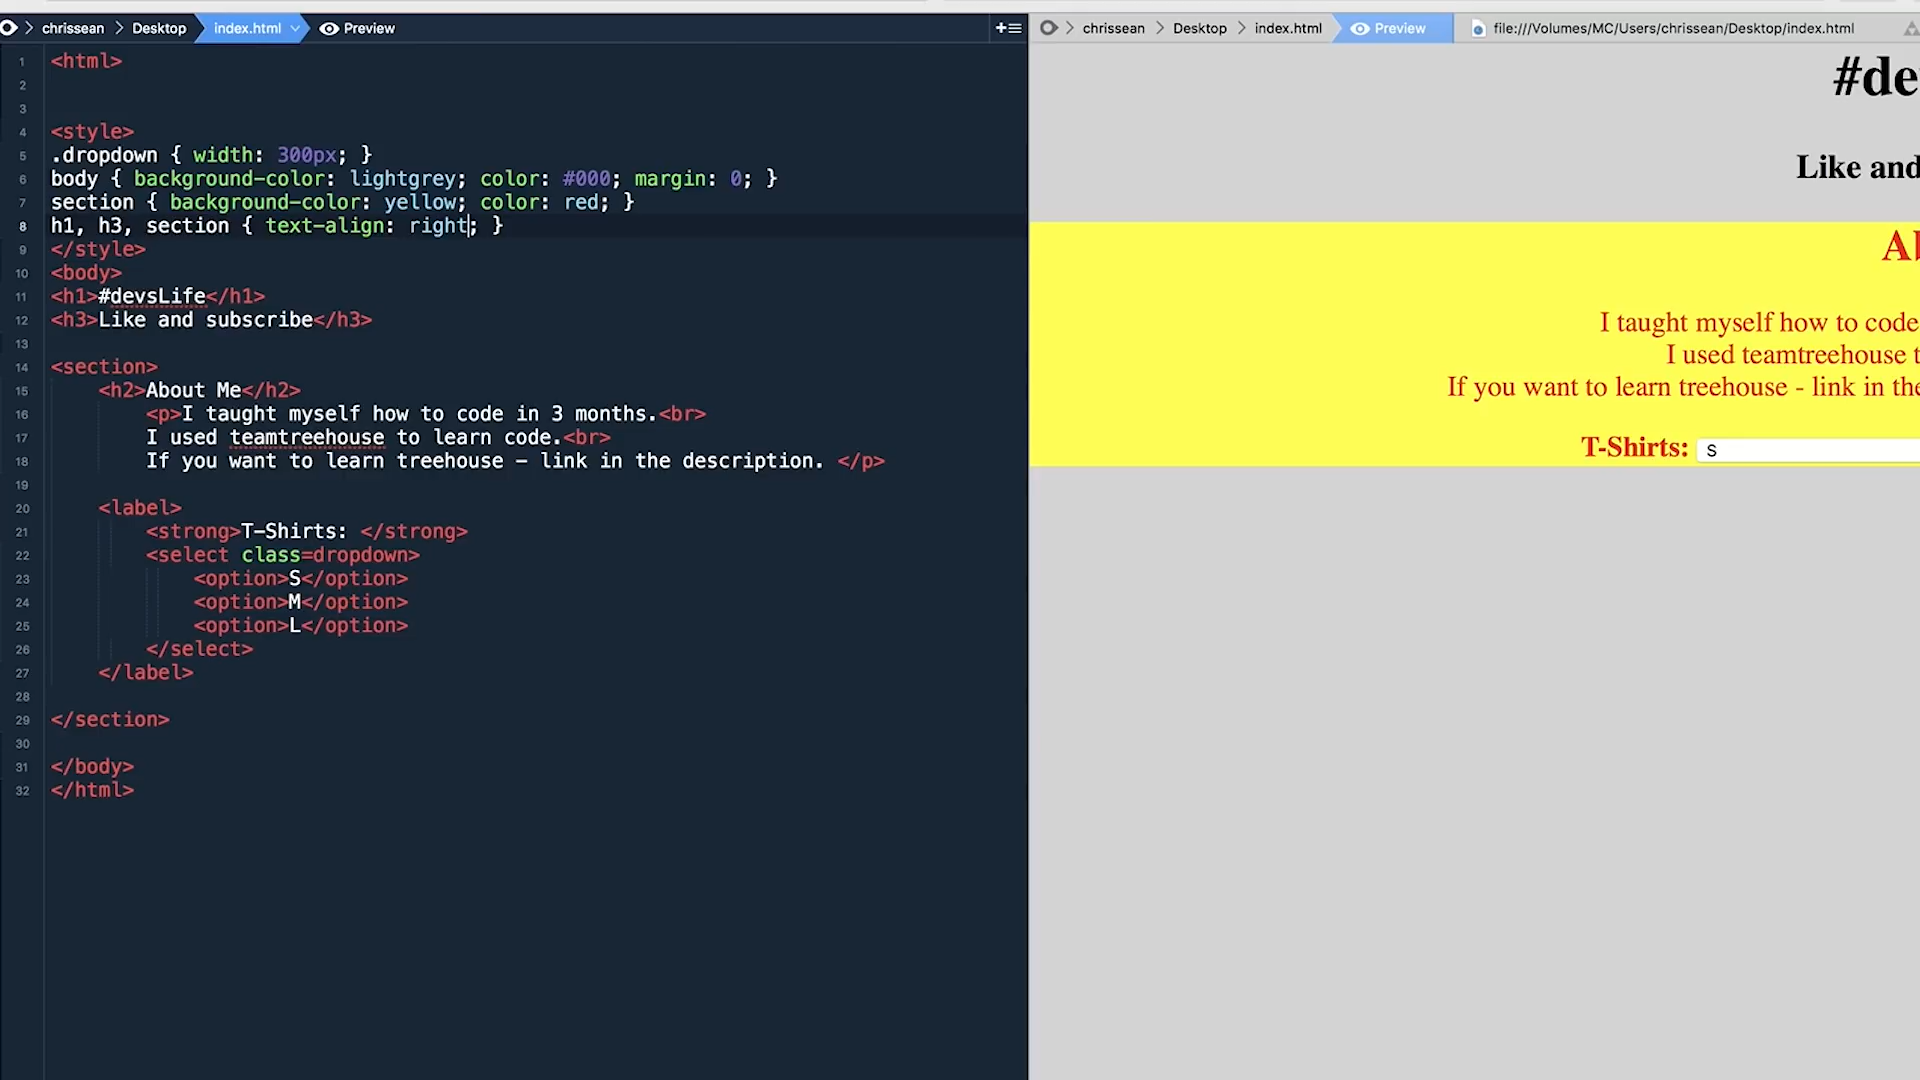 chrissean Desktop index.html Preview
1 <html>
2
3
4 <style>
5 .dropdown { width: 300px; }
6 body { background-color: lightgrey; color: #000; margin: 0; }
7 section { background-color: yellow; color: red; }
8 h1, h3, section { text-align: right; }
9 </style>
10 <body>
11 <h1>#devsLife</h1>
12 <h3>Like and subscribe</h3>
13
14 <section>
15 <h2>About Me</h2>
16 <p>I taught myself how to code in 3 months.<br>
17 I used teamtreehouse to learn code.<br>
18 If you want to learn treehouse - link in the description. </p>
19
20 <label>
21 <strong>T-Shirts: </strong>
22 <select class=dropdown>
23 <option>S</option>
24 <option>M</option>
25 <option>L</option>
26 </select>
27 </label>
28
29 </section>
30
31 </body>
32 </html>
chrissean Desktop index.html Preview file:///Volumes/MC/Users/chrissean/Desktop/index.html
#de
Like and
Ab
I taught myself how to code
I used teamtreehouse t
If you want to learn treehouse - link in the
T-Shirts: S